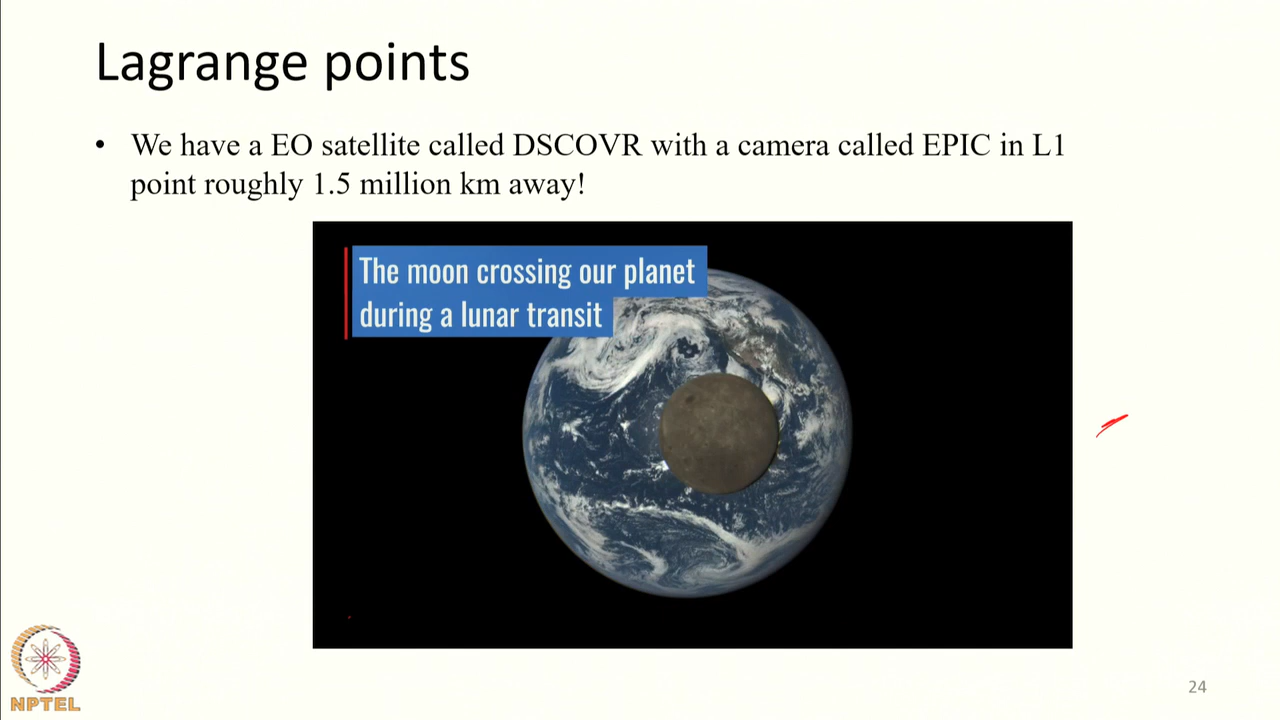 Lagrange points
• We have a EO satellite called DSCOVR with a camera called EPIC in L1
point roughly 1.5 million km away!
The moon crossing our planet
during a lunar transit
NPTEL
24